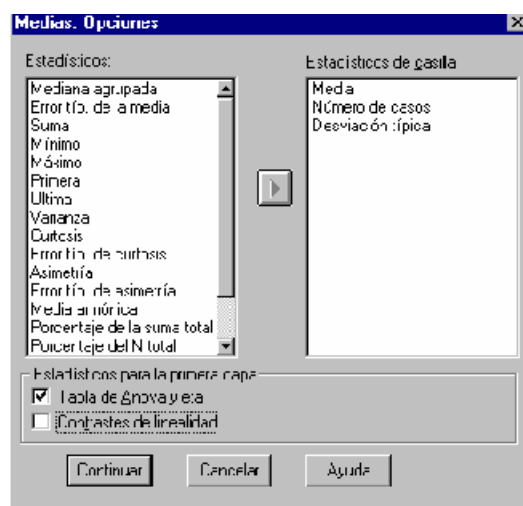 Medias. Opciones
Estadísticos:
Mediana agrupada
Error típ. de la media
Suma
Mínimo
Máximo
Primera
Última
Varianza
Curtosis
Error típ. de curtosis
Asimetría
Error típ. de asimetría
Media armónica
Porcentaje de la suma total
Porcentaje del N total
Estadísticos de casilla
Media
Número de casos
Desviación típica
Estadísticos para la primera capa
Tabla de Anova y eta
Contrastes de linealidad
Continuar
Cancelar
Ayuda